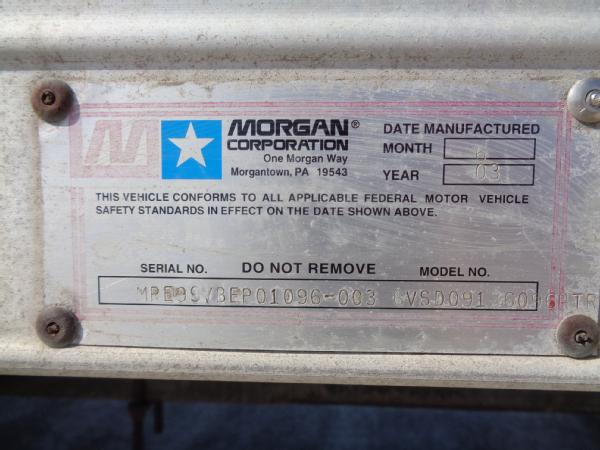 M
MORGAN®
CORPORATION
One Morgan Way
Morgantown, PA 19543
DATE MANUFACTURED
MONTH 6
YEAR 03
THIS VEHICLE CONFORMS TO ALL APPLICABLE FEDERAL MOTOR VEHICLE
SAFETY STANDARDS IN EFFECT ON THE DATE SHOWN ABOVE.
SERIAL NO. DO NOT REMOVE MODEL NO.